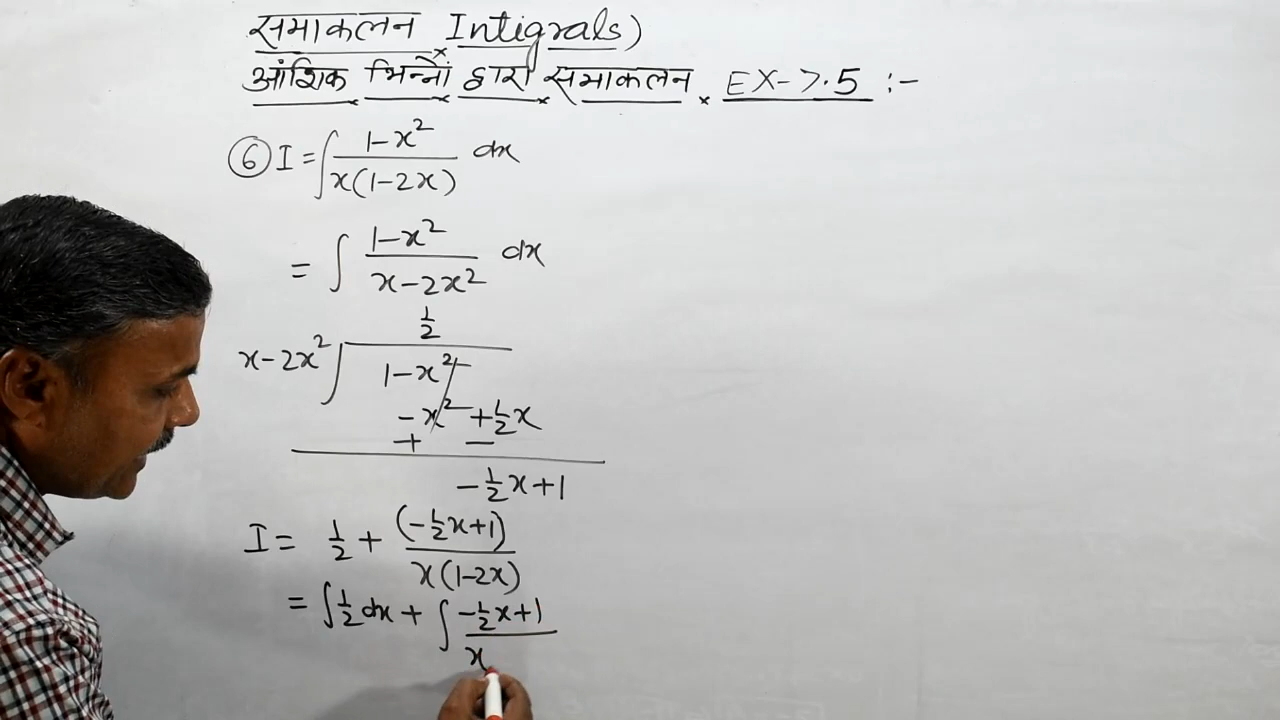 समाकलन Intigrals)
आंशिक भिन्नों द्वारा समाकलन EX-7.5 :-
⑥ I = ∫ (1-x²)/(x(1-2x)) dx
= ∫ (1-x²)/(x-2x²) dx
1/2
x-2x² ) 1-x²
-x² + 1/2 x
+ −
-1/2 x+1
I = 1/2 + (-1/2 x+1)/(x(1-2x))
= ∫ 1/2 dx + ∫ (-1/2 x+1)/x